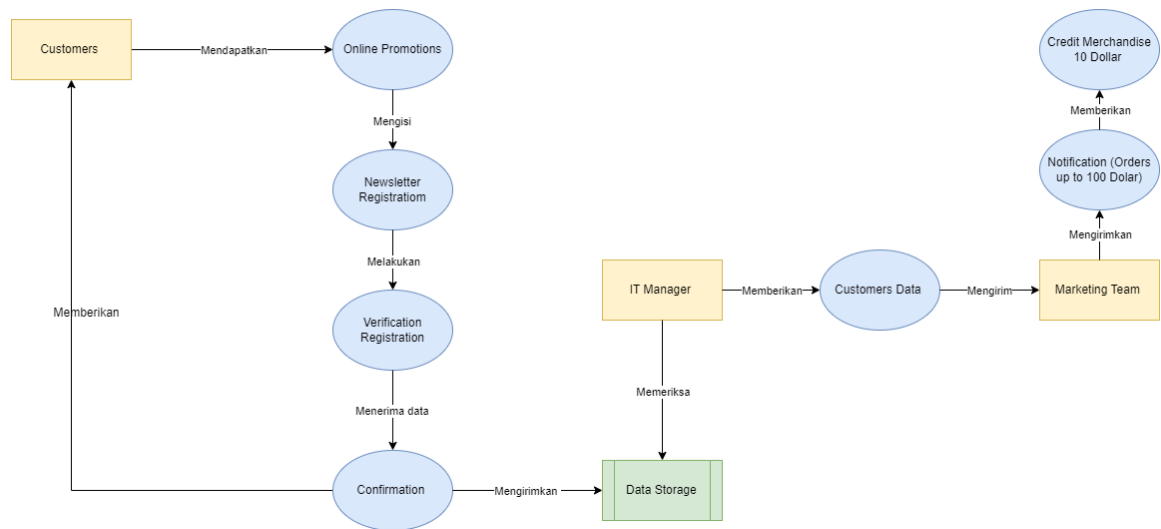 Customers
Mendapatkan
Online Promotions
Credit Merchandise
10 Dollar
Mengisi
Memberikan
Newsletter
Registratiom
Notification (Orders
up to 100 Dolar)
Melakukan
Mengirimkan
IT Manager
Memberikan
Customers Data
Mengirim
Marketing Team
Memberikan
Verification
Registration
Memeriksa
Menerima data
Confirmation
Mengirimkan
Data Storage